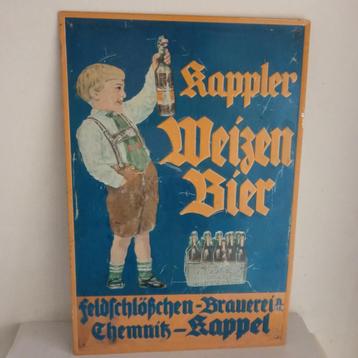 Kappler
Weizen
Bier
Feldschlößchen-Brauerei
Chemnitz-Kappel